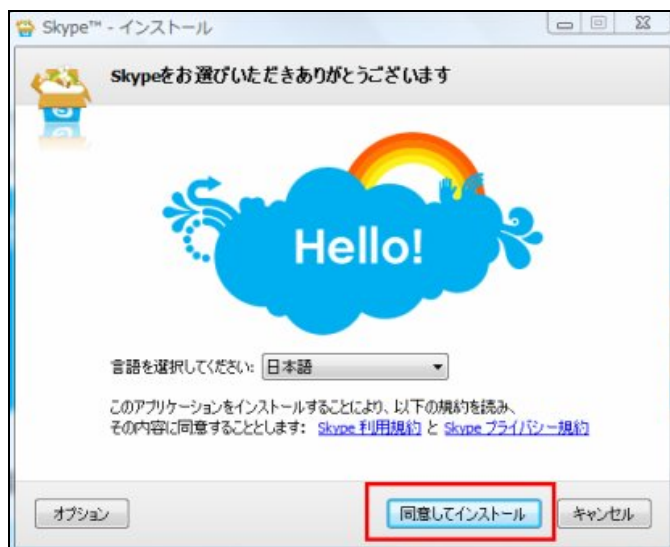 Skype™ - インストール
Skypeをお選びいただきありがとうございます
Hello!
言語を選択してください: 日本語
このアプリケーションをインストールすることにより、以下の規約を読み、
その内容に同意することとします: Skype 利用規約 と Skype プライバシー規約
オプション 同意してインストール キャンセル